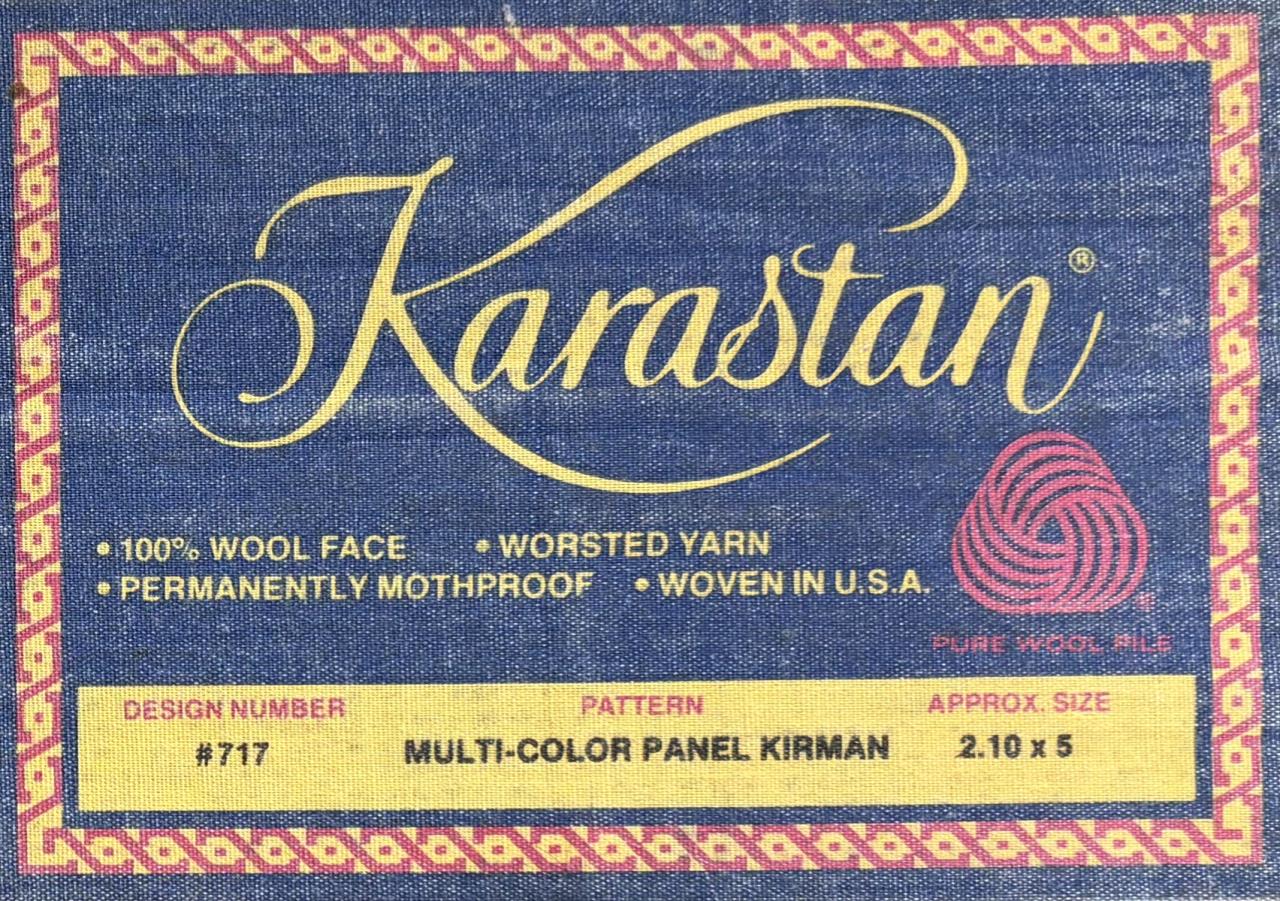 Karastan®
• 100% WOOL FACE • WORSTED YARN
• PERMANENTLY MOTHPROOF • WOVEN IN U.S.A.
PURE WOOL PILE
DESIGN NUMBER PATTERN APPROX. SIZE
#717 MULTI-COLOR PANEL KIRMAN 2.10 x 5